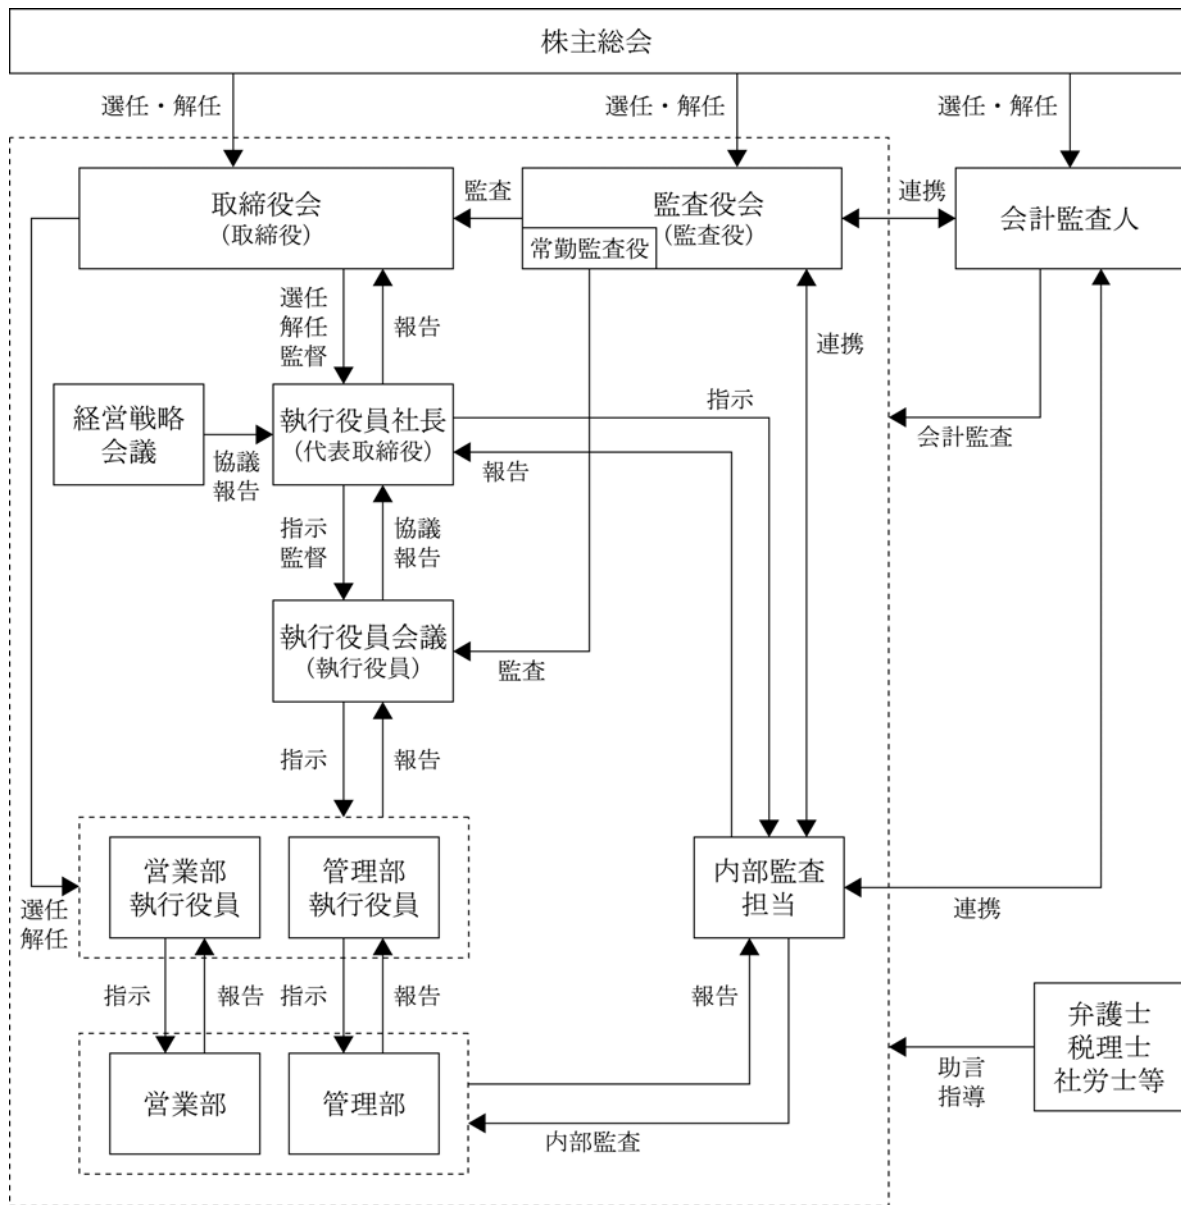 株主総会
選任・解任
選任・解任
選任・解任
取締役会
(取締役)
監査
監査役会
(監査役)
常勤監査役
連携
会計監査人
選任
解任
監督
報告
連携
経営戦略
会議
協議
報告
執行役員社長
(代表取締役)
指示
報告
会計監査
指示
監督
協議
報告
執行役員会議
(執行役員)
監査
指示
報告
営業部
執行役員
管理部
執行役員
内部監査
担当
連携
選任
解任
指示
報告
指示
報告
報告
弁護士
税理士
社労士等
助言
指導
営業部
管理部
内部監査